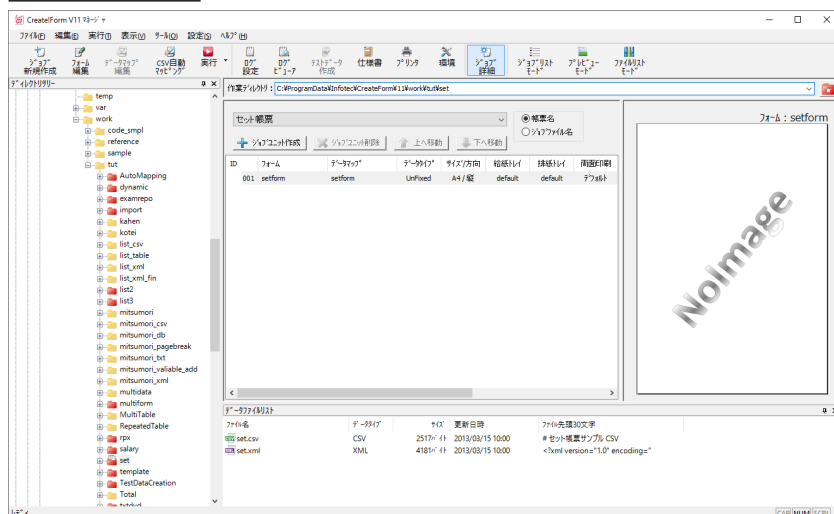 Create!Form V11 ﾏﾈｰｼﾞｬ
ﾌｧｲﾙ(F) 編集(E) 実行(I) 表示(V) ﾂｰﾙ(O) 設定(S) ﾍﾙﾌﾟ(H)
ｼﾞｮﾌﾞ新規作成 ﾌｫｰﾑ編集 ﾃﾞｰﾀﾏｯﾌﾟ編集 CSV自動ﾏｯﾋﾟﾝｸﾞ 実行 ﾛｸﾞ設定 ﾛｸﾞﾋﾞｭｰｱ ﾃｽﾄﾃﾞｰﾀ作成 仕様書 ﾌﾟﾘﾝﾀ 環境 ｼﾞｮﾌﾞ詳細 ｼﾞｮﾌﾞﾘｽﾄﾓｰﾄﾞ ﾌﾟﾚﾋﾞｭｰﾓｰﾄﾞ ﾌｧｲﾙﾘｽﾄﾓｰﾄﾞ
ﾃﾞｨﾚｸﾄﾘﾂﾘｰ
temp
var
work
code_smpl
reference
sample
tut
AutoMapping
dynamic
examrepo
import
kahen
kotei
list_csv
list_table
list_xml
list_xml_fin
list2
list3
mitsumori
mitsumori_csv
mitsumori_db
mitsumori_pagebreak
mitsumori_txt
mitsumori_valiable_add
mitsumori_xml
multidata
multiform
MultiTable
RepeatedTable
rpx
salary
set
template
TestDataCreation
Total
作業ﾃﾞｨﾚｸﾄﾘ : C:¥ProgramData¥Infotec¥CreateForm¥11¥work¥tut¥set
セット帳票
帳票名
ｼﾞｮﾌﾞﾌｧｲﾙ名
ｼﾞｮﾌﾞﾕﾆｯﾄ作成 ｼﾞｮﾌﾞﾕﾆｯﾄ削除 上へ移動 下へ移動
ID ﾌｫｰﾑ ﾃﾞｰﾀﾏｯﾌﾟ ﾃﾞｰﾀﾀｲﾌﾟ ｻｲｽﾞ/方向 給紙ﾄﾚｲ 排紙ﾄﾚｲ 両面印刷
001 setform setform UnFixed A4 / 縦 default default ﾃﾞﾌｫﾙﾄ
ﾌｫｰﾑ : setform
NoImage
ﾃﾞｰﾀﾌｧｲﾙﾘｽﾄ
ﾌｧｲﾙ名 ﾃﾞｰﾀﾀｲﾌﾟ ｻｲｽﾞ 更新日時 ﾌｧｲﾙ先頭30文字
set.csv CSV 2517ﾊﾞｲﾄ 2013/03/15 10:00 # セット帳票サンプル CSV
set.xml XML 4181ﾊﾞｲﾄ 2013/03/15 10:00 <?xml version="1.0" encoding="
ﾚﾃﾞｨ
CAP NUM SCRL